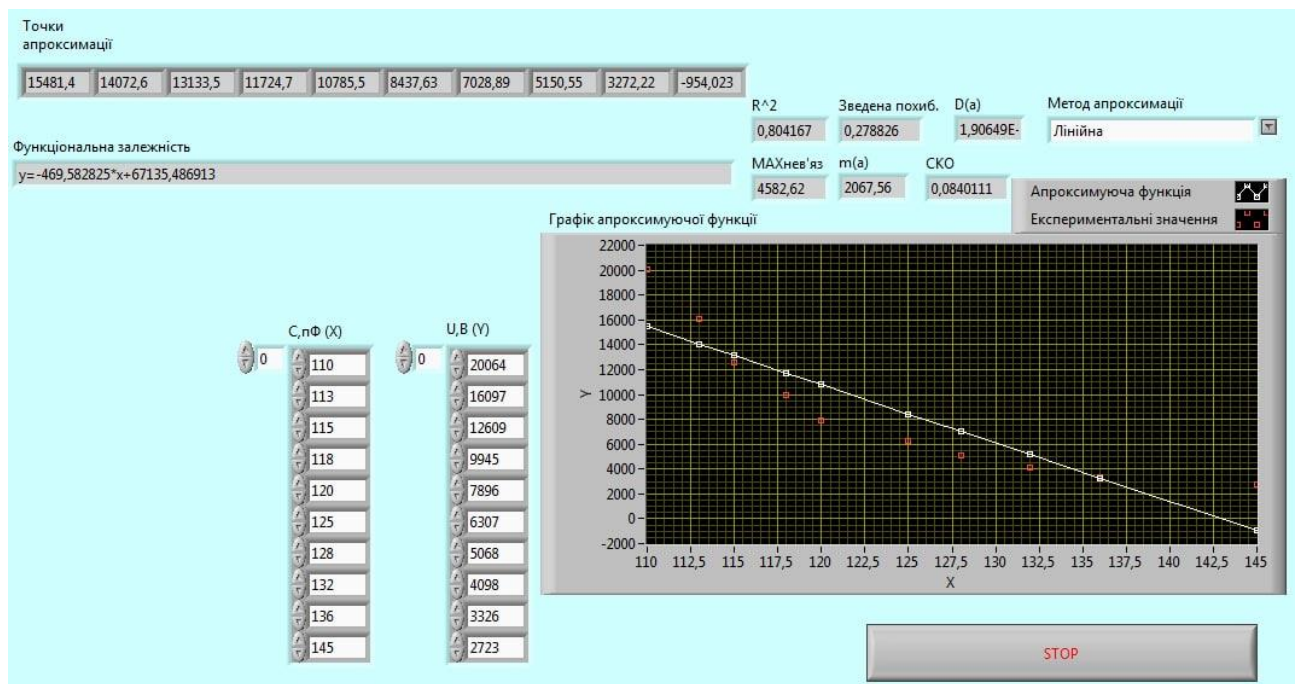 Точки
апроксимації
15481,4 14072,6 13133,5 11724,7 10785,5 8437,63 7028,89 5150,55 3272,22 -954,023
R^2 Зведена похиб. D(a) Метод апроксимації
0,804167 0,278826 1,90649E- Лінійна
Функціональна залежність
y=-469,582825*x+67135,486913
МАХнев'яз m(a) СКО
4582,62 2067,56 0,0840111
Апроксимуюча функція
Експериментальні значення
Графік апроксимуючої функції
22000
20000
18000
16000
14000
12000
10000
8000
6000
4000
2000
0
-2000
Y
110 112,5 115 117,5 120 122,5 125 127,5 130 132,5 135 137,5 140 142,5 145
X
C,пФ (X) U,В (Y)
0 110 0 20064
113 16097
115 12609
118 9945
120 7896
125 6307
128 5068
132 4098
136 3326
145 2723
STOP